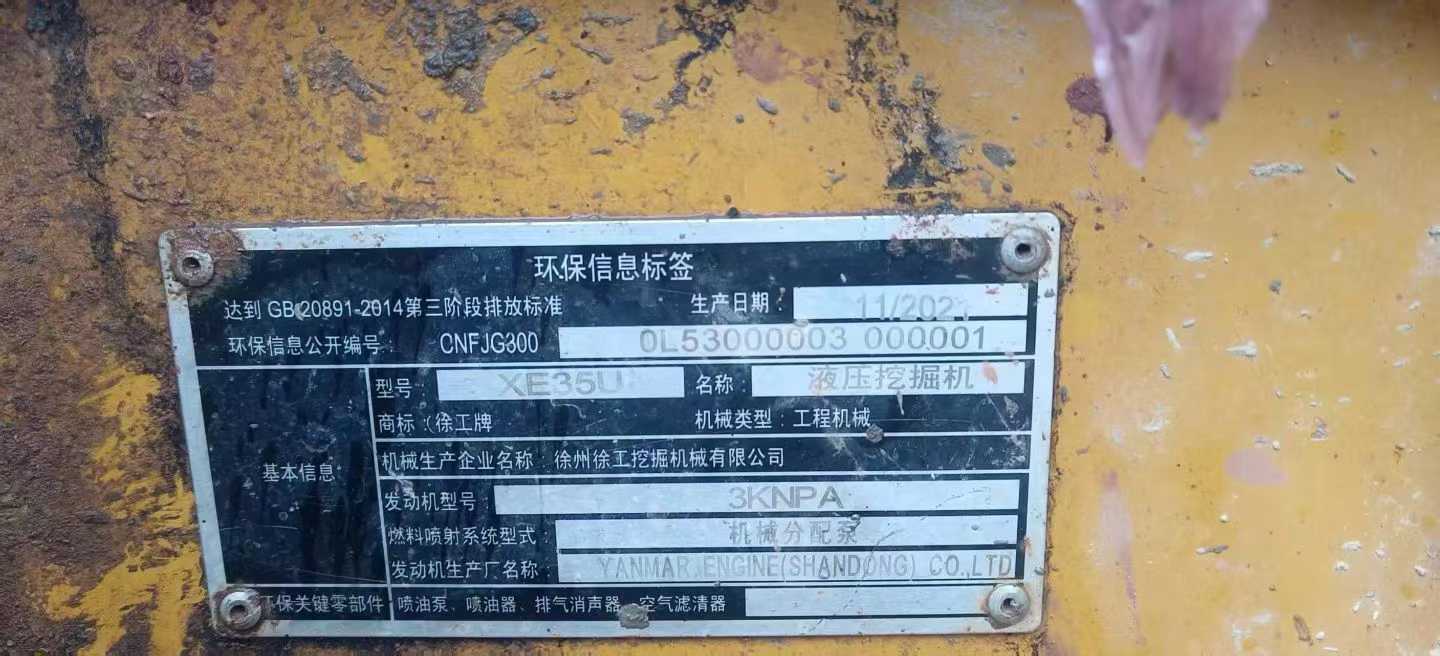 环保信息标签
达到 GB 20891-2014第三阶段排放标准 生产日期: 11/2021
环保信息公开编号: CNFJG300 0L53000003 000001
型号: XE35U 名称: 液压挖掘机
商标:徐工牌 机械类型:工程机械
基本信息
机械生产企业名称: 徐州徐工挖掘机械有限公司
发动机型号: 3KNPA
燃料喷射系统型式: 机械分配泵
发动机生产厂名称: YANMAR ENGINE(SHANDONG) CO.,LTD
环保关键零部件: 喷油泵、喷油器、排气消声器、空气滤清器